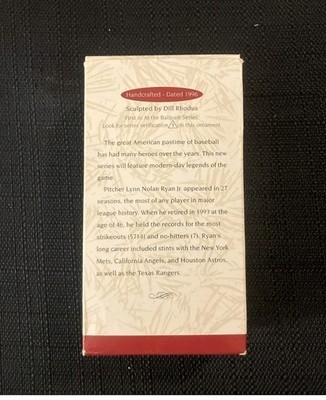 Handcrafted - Dated 1996
Sculpted by Dill Rhodus
First in At the Ballpark Series
Look for series verification 1 with this ornament.
The great American pastime of baseball
has had many heroes over the years. This new
series will feature modern-day legends of the
game.
Pitcher Lynn Nolan Ryan Jr. appeared in 27
seasons, the most of any player in major
league history. When he retired in 1993 at the
age of 46, he held the records for the most
strikeouts (5714) and no-hitters (7). Ryan's
long career included stints with the New York
Mets, California Angels, and Houston Astros,
as well as the Texas Rangers.